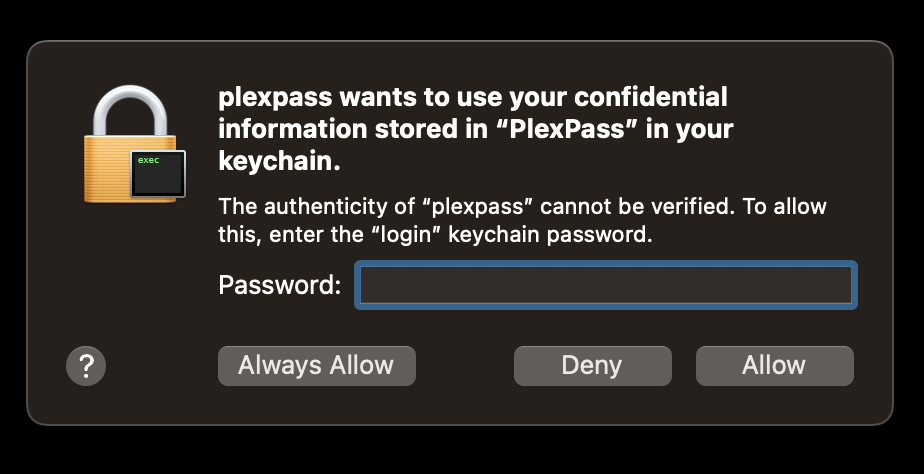 plexpass wants to use your confidential
information stored in “PlexPass” in your
keychain.
exec
The authenticity of “plexpass” cannot be verified. To allow
this, enter the “login” keychain password.
Password:
?
Always Allow
Deny
Allow